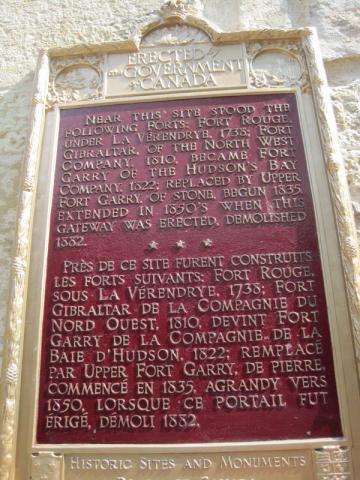 ERECTED
BY GOVERNMENT
CANADA
NEAR THIS SITE STOOD THE
FOLLOWING FORTS: FORT ROUGE,
UNDER LA VÉRENDRYE, 1738; FORT
GIBRALTAR, OF THE NORTH WEST
COMPANY, 1810, BECAME FORT
GARRY OF THE HUDSON'S BAY
COMPANY, 1822; REPLACED BY UPPER
FORT GARRY, OF STONE, BEGUN 1835,
EXTENDED IN 1850'S WHEN THIS
GATEWAY WAS ERECTED, DEMOLISHED
1882.
PRÈS DE CE SITE FURENT CONSTRUITS
LES FORTS SUIVANTS: FORT ROUGE,
SOUS LA VÉRENDRYE, 1738; FORT
GIBRALTAR DE LA COMPAGNIE DU
NORD OUEST, 1810, DEVINT FORT
GARRY DE LA COMPAGNIE DE LA
BAIE D'HUDSON, 1822; REMPLACÉ
PAR UPPER FORT GARRY, DE PIERRE,
COMMENCÉ EN 1835, AGRANDY VERS
1850, LORSQUE CE PORTAIL FUT
ÉRIGÉ, DÉMOLI 1882.
HISTORIC SITES AND MONUMENTS